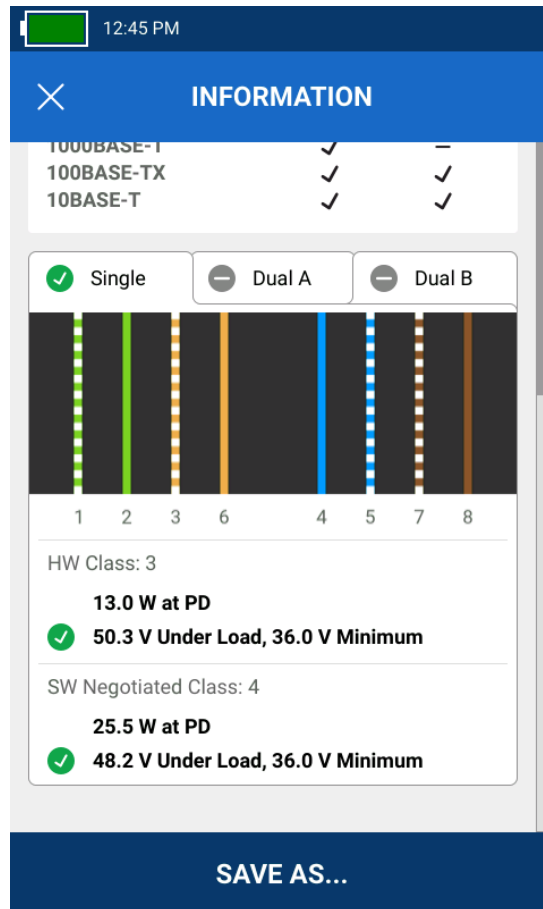 12:45 PM
INFORMATION
1000BASE-T ✓ –
100BASE-TX ✓ ✓
10BASE-T ✓ ✓
Single Dual A Dual B
1 2 3 6 4 5 7 8
HW Class: 3
13.0 W at PD
50.3 V Under Load, 36.0 V Minimum
SW Negotiated Class: 4
25.5 W at PD
48.2 V Under Load, 36.0 V Minimum
SAVE AS...